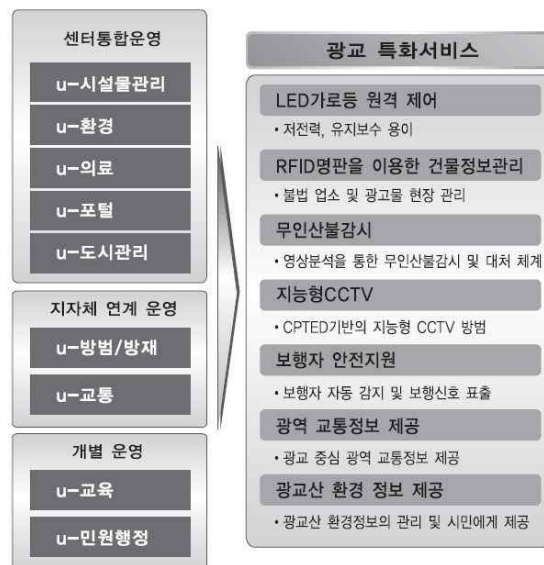 센터통합운영
u-시설물관리
u-환경
u-의료
u-포털
u-도시관리
지자체 연계 운영
u-방범/방재
u-교통
개별 운영
u-교육
u-민원행정
광교 특화서비스
LED가로등 원격 제어
• 저전력, 유지보수 용이
RFID명판을 이용한 건물정보관리
• 불법 업소 및 광고물 현장 관리
무인산불감시
• 영상분석을 통한 무인산불감시 및 대처 체계
지능형CCTV
• CPTED기반의 지능형 CCTV 방범
보행자 안전지원
• 보행자 자동 감지 및 보행신호 표출
광역 교통정보 제공
• 광교 중심 광역 교통정보 제공
광교산 환경 정보 제공
• 광교산 환경정보의 관리 및 시민에게 제공